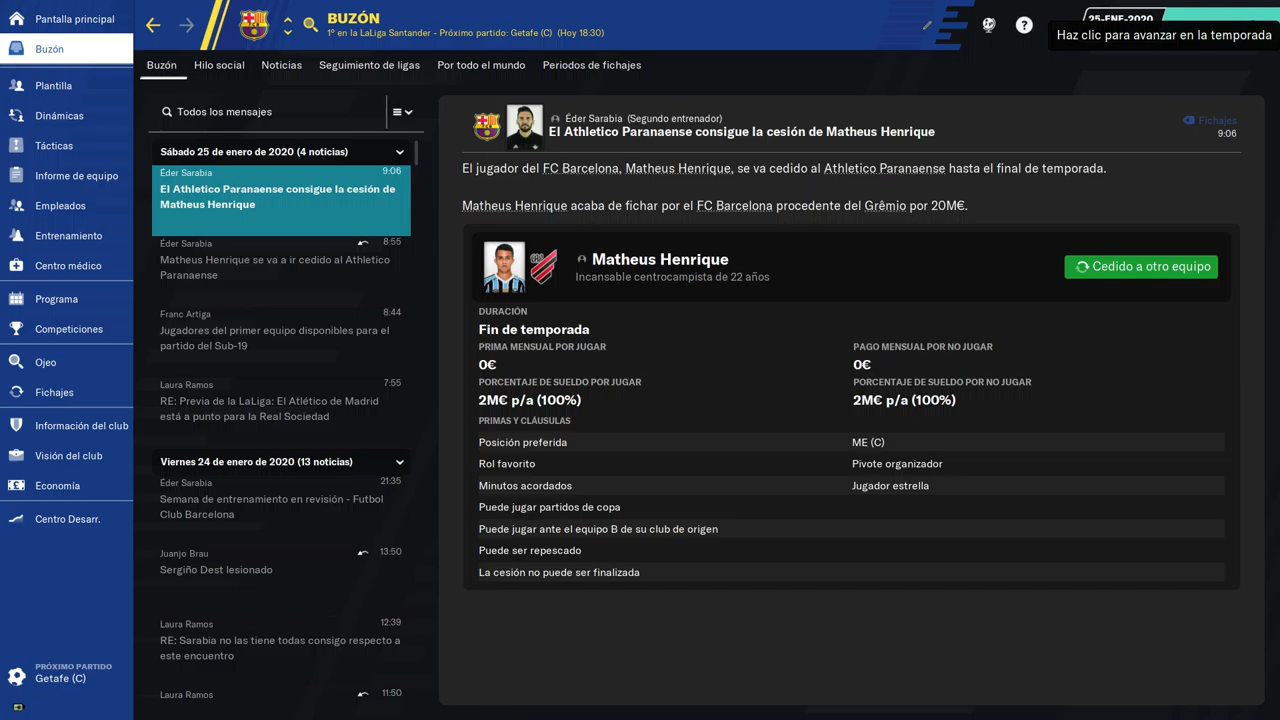 Pantalla principal
Buzón
Plantilla
Dinámicas
Tácticas
Informe de equipo
Empleados
Entrenamiento
Centro médico
Programa
Competiciones
Ojeo
Fichajes
Información del club
Visión del club
Economía
Centro Desarr.
PRÓXIMO PARTIDO
Getafe (C)
BUZÓN
1º en la LaLiga Santander - Próximo partido: Getafe (C) (Hoy 18:30)
25-ENE-2020
Haz clic para avanzar en la temporada
Buzón Hilo social Noticias Seguimiento de ligas Por todo el mundo Periodos de fichajes
Todos los mensajes
Sábado 25 de enero de 2020 (4 noticias)
Éder Sarabia 9:06
El Athletico Paranaense consigue la cesión de
Matheus Henrique
Éder Sarabia 8:55
Matheus Henrique se va a ir cedido al Athletico
Paranaense
Franc Artiga 8:44
Jugadores del primer equipo disponibles para el
partido del Sub-19
Laura Ramos 7:55
RE: Previa de la LaLiga: El Atlético de Madrid
está a punto para la Real Sociedad
Viernes 24 de enero de 2020 (13 noticias)
Éder Sarabia 21:35
Semana de entrenamiento en revisión - Futbol
Club Barcelona
Juanjo Brau 13:50
Sergiño Dest lesionado
Laura Ramos 12:39
RE: Sarabia no las tiene todas consigo respecto a
este encuentro
Laura Ramos 11:50
Éder Sarabia (Segundo entrenador)
El Athletico Paranaense consigue la cesión de Matheus Henrique
Fichajes
9:06
El jugador del FC Barcelona, Matheus Henrique, se va cedido al Athletico Paranaense hasta el final de temporada.
Matheus Henrique acaba de fichar por el FC Barcelona procedente del Grêmio por 20M€.
Matheus Henrique
Incansable centrocampista de 22 años
Cedido a otro equipo
DURACIÓN
Fin de temporada
PRIMA MENSUAL POR JUGAR PAGO MENSUAL POR NO JUGAR
0€ 0€
PORCENTAJE DE SUELDO POR JUGAR PORCENTAJE DE SUELDO POR NO JUGAR
2M€ p/a (100%) 2M€ p/a (100%)
PRIMAS Y CLÁUSULAS
Posición preferida ME (C)
Rol favorito Pivote organizador
Minutos acordados Jugador estrella
Puede jugar partidos de copa
Puede jugar ante el equipo B de su club de origen
Puede ser repescado
La cesión no puede ser finalizada